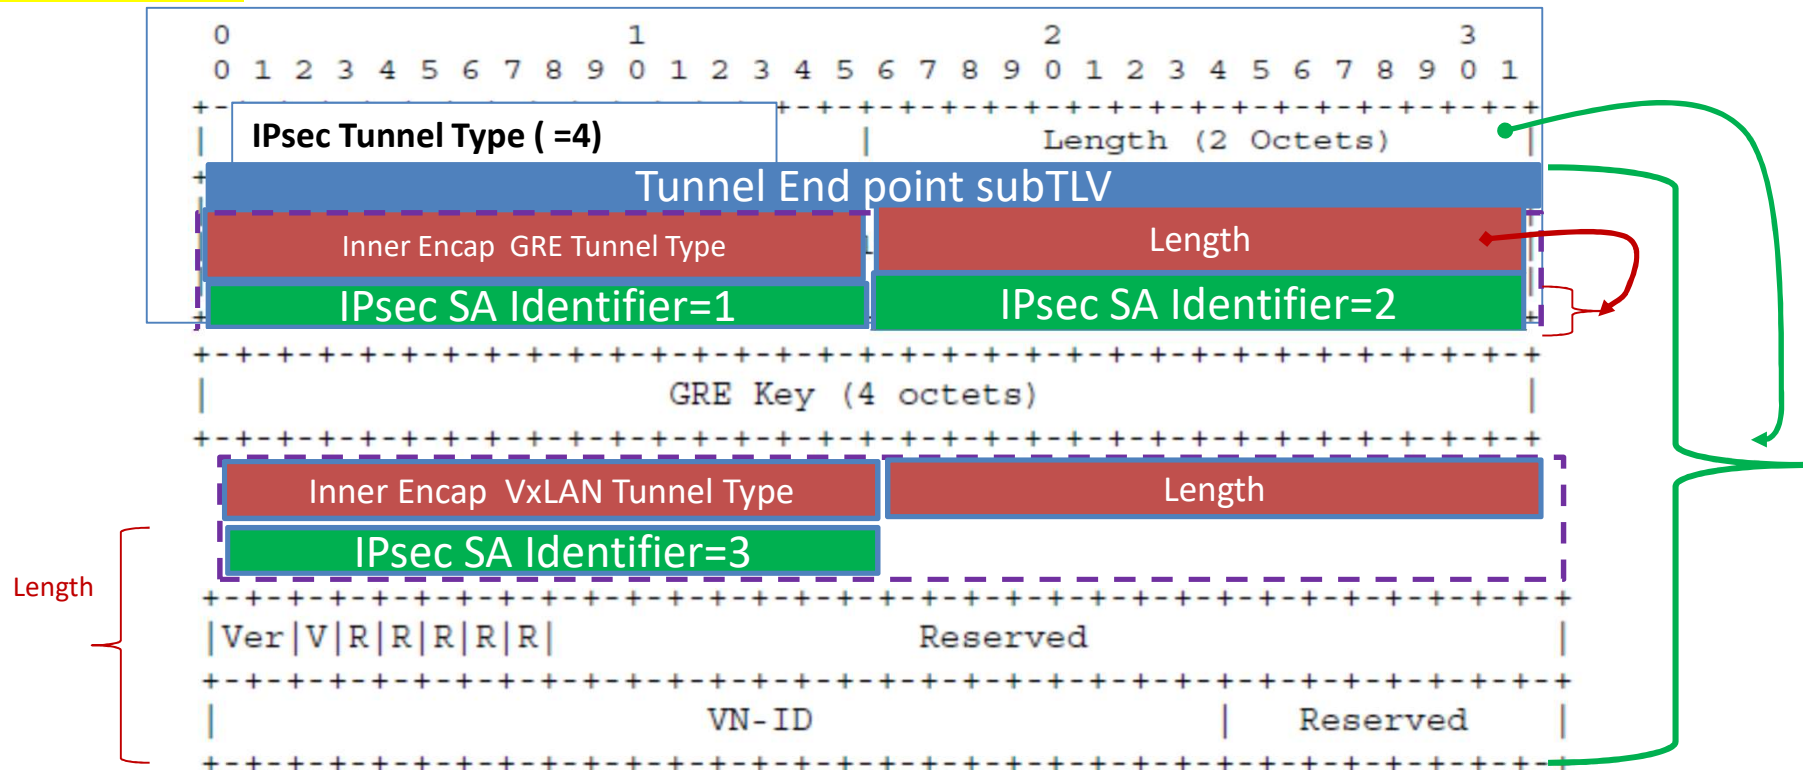 0 1 2 3
0 1 2 3 4 5 6 7 8 9 0 1 2 3 4 5 6 7 8 9 0 1 2 3 4 5 6 7 8 9 0 1
IPsec Tunnel Type ( =4) | Length (2 Octets) |
Tunnel End point subTLV
Inner Encap GRE Tunnel Type Length
IPsec SA Identifier=1 IPsec SA Identifier=2
+-+-+-+-+-+-+-+-+-+-+-+-+-+-+-+-+-+-+-+-+-+-+-+-+-+-+-+-+-+-+-+-+
| GRE Key (4 octets) |
+-+-+-+-+-+-+-+-+-+-+-+-+-+-+-+-+-+-+-+-+-+-+-+-+-+-+-+-+-+-+-+-+
Inner Encap VxLAN Tunnel Type Length
IPsec SA Identifier=3
Length
+-+-+-+-+-+-+-+-+-+-+-+-+-+-+-+-+-+-+-+-+-+-+-+-+-+-+-+-+-+-+-+-+
|Ver|V|R|R|R|R|R| Reserved |
+-+-+-+-+-+-+-+-+-+-+-+-+-+-+-+-+-+-+-+-+-+-+-+-+-+-+-+-+-+-+-+-+
| VN-ID | Reserved |
+-+-+-+-+-+-+-+-+-+-+-+-+-+-+-+-+-+-+-+-+-+-+-+-+-+-+-+-+-+-+-+-+